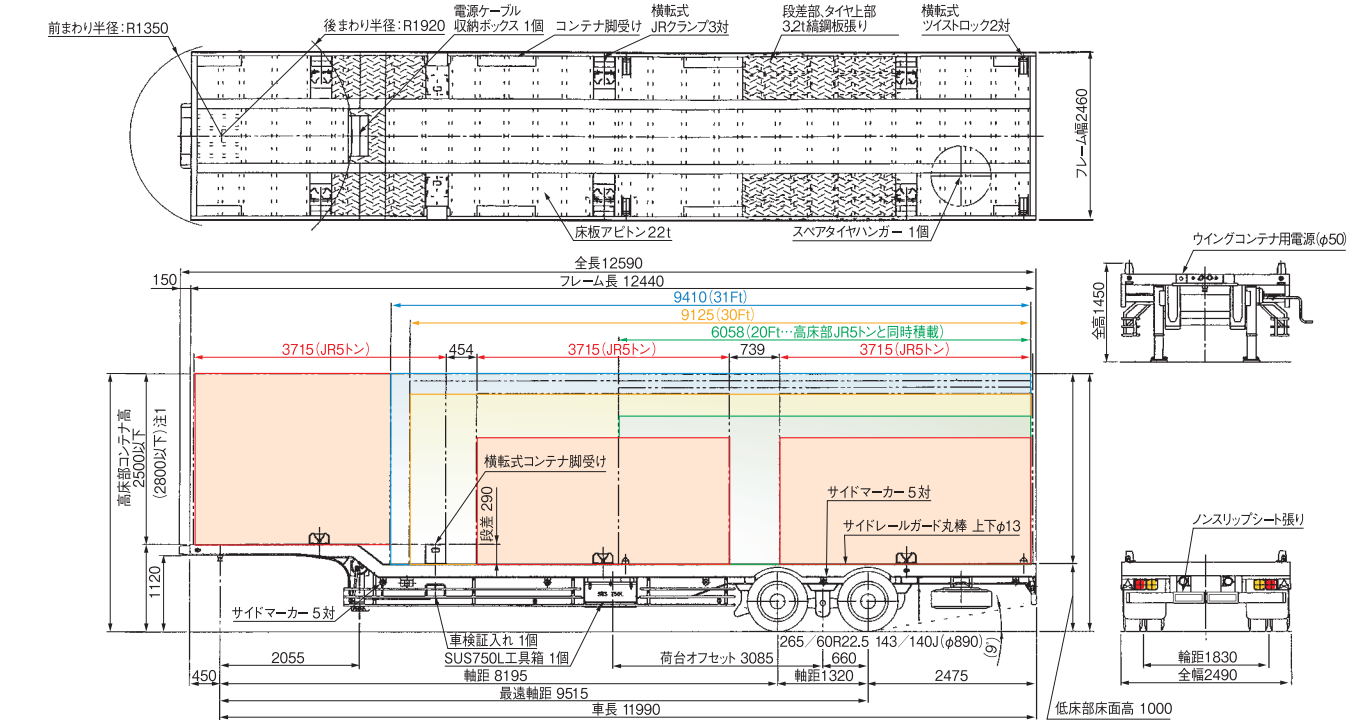 前まわり半径:R1350
後まわり半径:R1920
電源ケーブル
収納ボックス 1個
コンテナ脚受け
横転式
JRクランプ3対
段差部、タイヤ上部
3.2t縞鋼板張り
横転式
ツイストロック2対
フレーム幅2460
床板アピトン22t
スペアタイヤハンガー 1個
全長12590
150
フレーム長 12440
9410(31Ft)
9125(30Ft)
6058(20Ft…高床部JR5トンと同時積載)
3715(JR5トン)
454
3715(JR5トン)
739
3715(JR5トン)
ウイングコンテナ用電源(φ50)
全高1450
高床部コンテナ高
2500以下
(2800以下)注1
横転式コンテナ脚受け
段差 290
サイドマーカー 5対
サイドレールガード丸棒 上下φ13
ノンスリップシート張り
1120
サイドマーカー 5対
車検証入れ 1個
SUS750L工具箱 1個
265/60R22.5 143/140J(φ890)
2055
荷台オフセット 3085
660
450
軸距 8195
軸距1320
2475
最遠軸距 9515
車長 11990
低床部床面高 1000
輪距1830
全幅2490